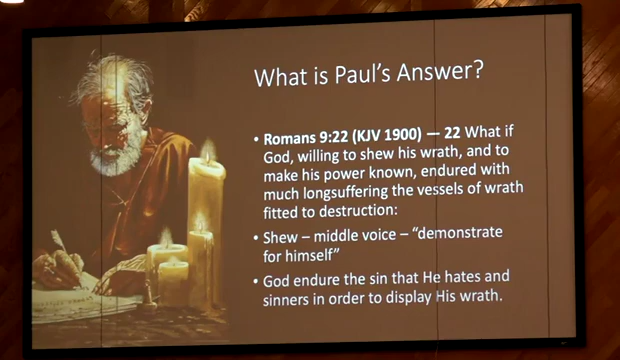 What is Paul's Answer?
• Romans 9:22 (KJV 1900) — 22 What if
God, willing to shew his wrath, and to
make his power known, endured with
much longsuffering the vessels of wrath
fitted to destruction:
• Shew – middle voice – "demonstrate
for himself"
• God endure the sin that He hates and
sinners in order to display His wrath.